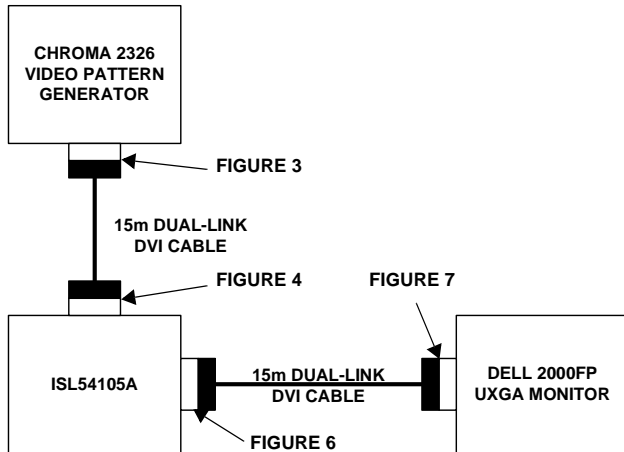 CHROMA 2326
VIDEO PATTERN
GENERATOR
FIGURE 3
15m DUAL-LINK
DVI CABLE
FIGURE 4
FIGURE 7
ISL54105A
15m DUAL-LINK
DVI CABLE
DELL 2000FP
UXGA MONITOR
FIGURE 6